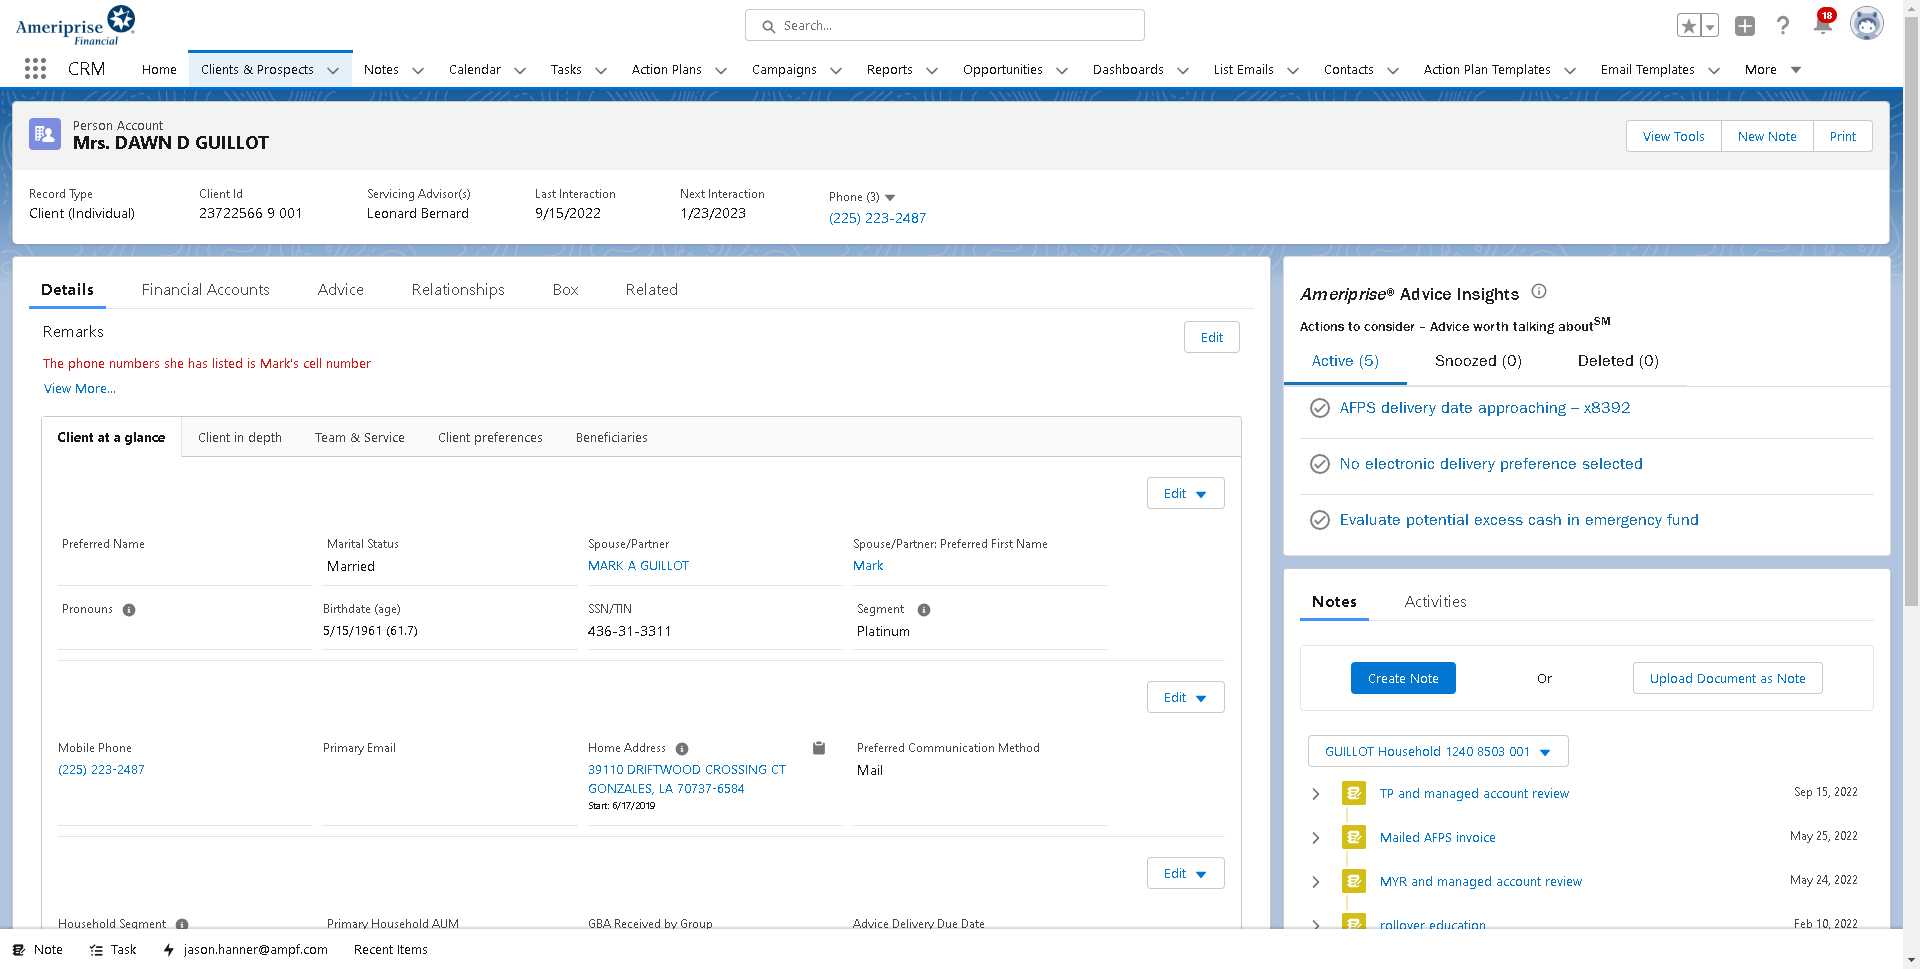 Ameriprise
Financial
Search...
18
CRM
Home
Clients & Prospects
Notes
Calendar
Tasks
Action Plans
Campaigns
Reports
Opportunities
Dashboards
List Emails
Contacts
Action Plan Templates
Email Templates
More
Person Account
Mrs. DAWN D GUILLOT
View Tools
New Note
Print
Record Type
Client (Individual)
Client Id
23722566 9 001
Servicing Advisor(s)
Leonard Bernard
Last Interaction
9/15/2022
Next Interaction
1/23/2023
Phone (3)
(225) 223-2487
Details
Financial Accounts
Advice
Relationships
Box
Related
Remarks
Edit
The phone numbers she has listed is Mark's cell number
View More...
Client at a glance
Client in depth
Team & Service
Client preferences
Beneficiaries
Edit
Preferred Name
Marital Status
Married
Spouse/Partner
MARK A GUILLOT
Spouse/Partner: Preferred First Name
Mark
Pronouns
Birthdate (age)
5/15/1961 (61.7)
SSN/TIN
436-31-3311
Segment
Platinum
Edit
Mobile Phone
(225) 223-2487
Primary Email
Home Address
39110 DRIFTWOOD CROSSING CT
GONZALES, LA 70737-6584
Start: 6/17/2019
Preferred Communication Method
Mail
Edit
Household Segment
Primary Household AUM
GBA Received by Group
Advice Delivery Due Date
Ameriprise® Advice Insights
Actions to consider – Advice worth talking about SM
Active (5)
Snoozed (0)
Deleted (0)
AFPS delivery date approaching – x8392
No electronic delivery preference selected
Evaluate potential excess cash in emergency fund
Notes
Activities
Create Note
Or
Upload Document as Note
GUILLOT Household 1240 8503 001
TP and managed account review
Sep 15, 2022
Mailed AFPS invoice
May 25, 2022
MYR and managed account review
May 24, 2022
rollover education
Feb 10, 2022
Note
Task
jason.hanner@ampf.com
Recent Items